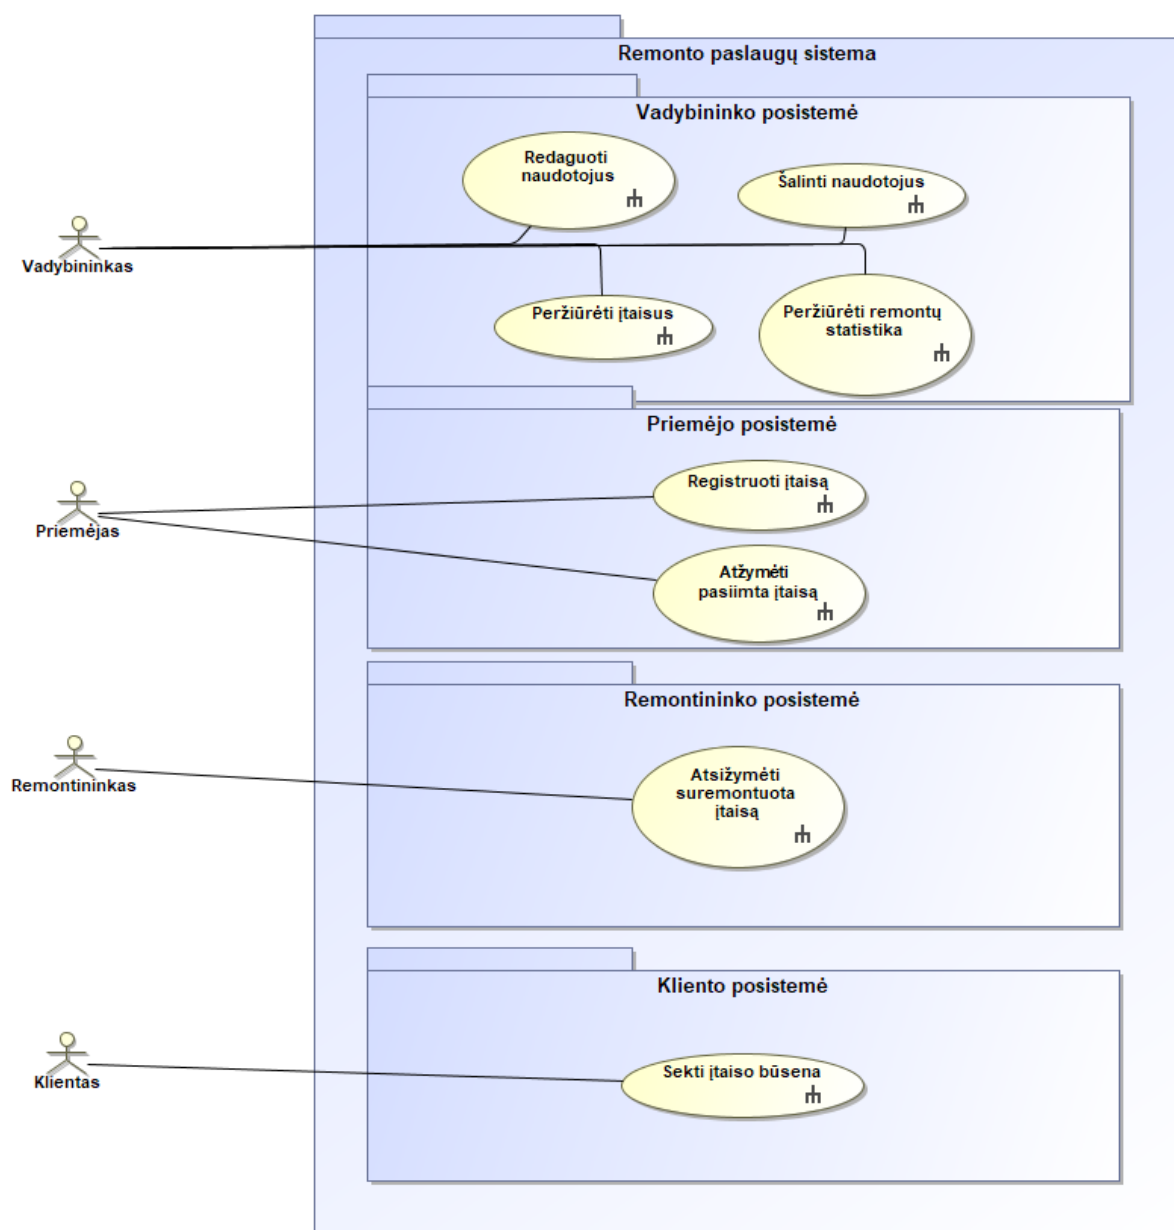 Remonto paslaugų sistema
Vadybininko posistemė
Redaguoti
naudotojus
Šalinti naudotojus
Vadybininkas
Peržiūrėti įtaisus
Peržiūrėti remontų
statistika
Priemėjo posistemė
Registruoti įtaisą
Priemėjas
Atžymėti
pasiimta įtaisą
Remontininko posistemė
Remontininkas
Atsižymėti
suremontuota
įtaisą
Kliento posistemė
Klientas
Sekti įtaiso būsena